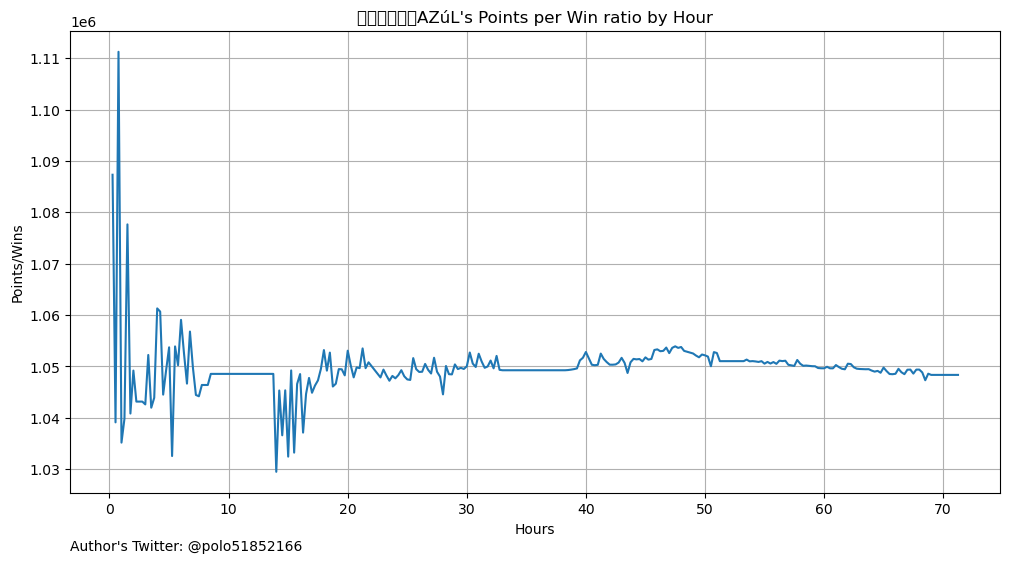 AZúL's Points per Win ratio by Hour
1e6
1.11
1.10
1.09
1.08
1.07
1.06
1.05
1.04
1.03
Points/Wins
0 10 20 30 40 50 60 70
Hours
Author's Twitter: @polo51852166